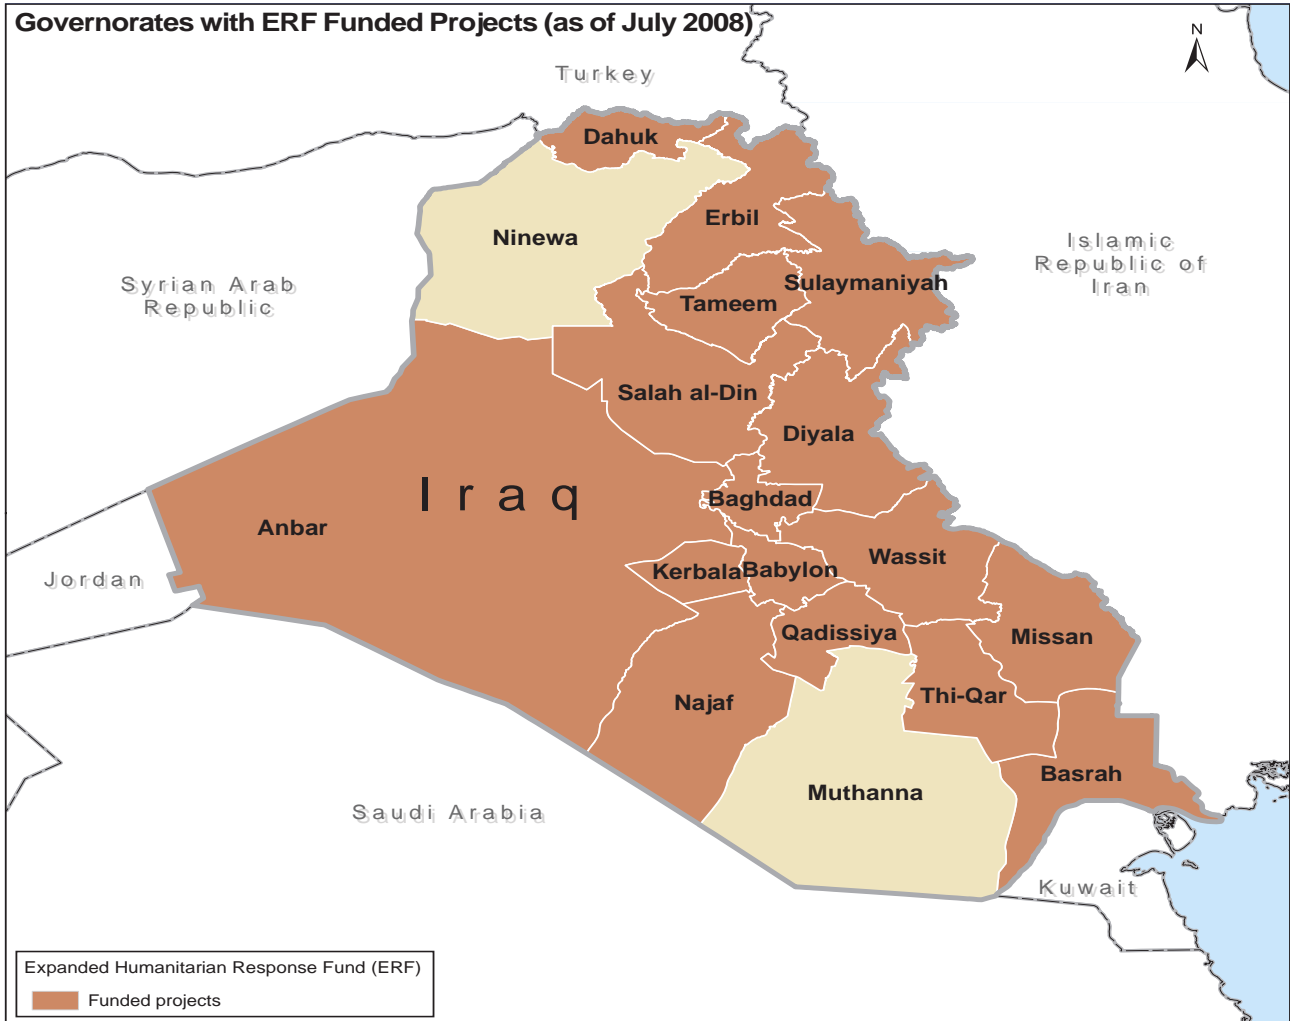 Governorates with ERF Funded Projects (as of July 2008)
N
Turkey
Dahuk
Erbil
Ninewa
Islamic
Republic of
Iran
Syrian Arab
Republic
Sulaymaniyah
Tameem
Salah al-Din
Diyala
Iraq
Baghdad
Anbar
Wassit
Jordan
Kerbala
Babylon
Qadissiya
Missan
Najaf
Thi-Qar
Basrah
Muthanna
Saudi Arabia
Kuwait
Expanded Humanitarian Response Fund (ERF)
Funded projects